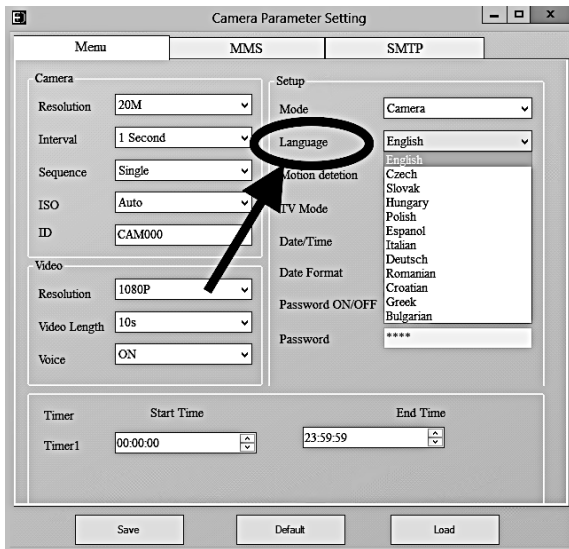 Camera Parameter Setting
Menu
MMS
SMTP
Camera
Resolution 20M
Interval 1 Second
Sequence Single
ISO Auto
ID CAM000
Video
Resolution 1080P
Video Length 10s
Voice ON
Setup
Mode Camera
Language English
English
Czech
Slovak
Hungary
Polish
Espanol
Italian
Deutsch
Romanian
Croatian
Greek
Bulgarian
Motion detetion
TV Mode
Date/Time
Date Format
Password ON/OFF
Password ****
Timer Start Time End Time
Timer1 00:00:00 23:59:59
Save Default Load